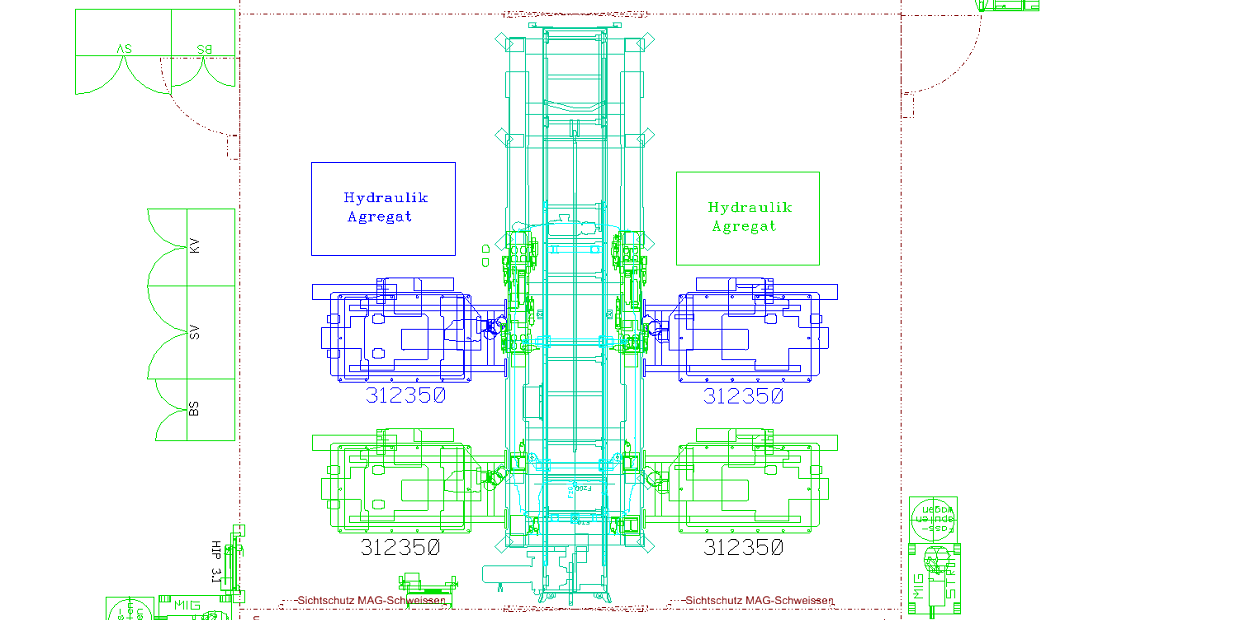 SV
BS
Hydraulik
Agregat
Hydraulik
Agregat
KV
SV
BS
312350
312350
312350
312350
HIP 3.1
MIG
Sichtschutz MAG-Schweissen
Sichtschutz MAG-Schweissen
MIG